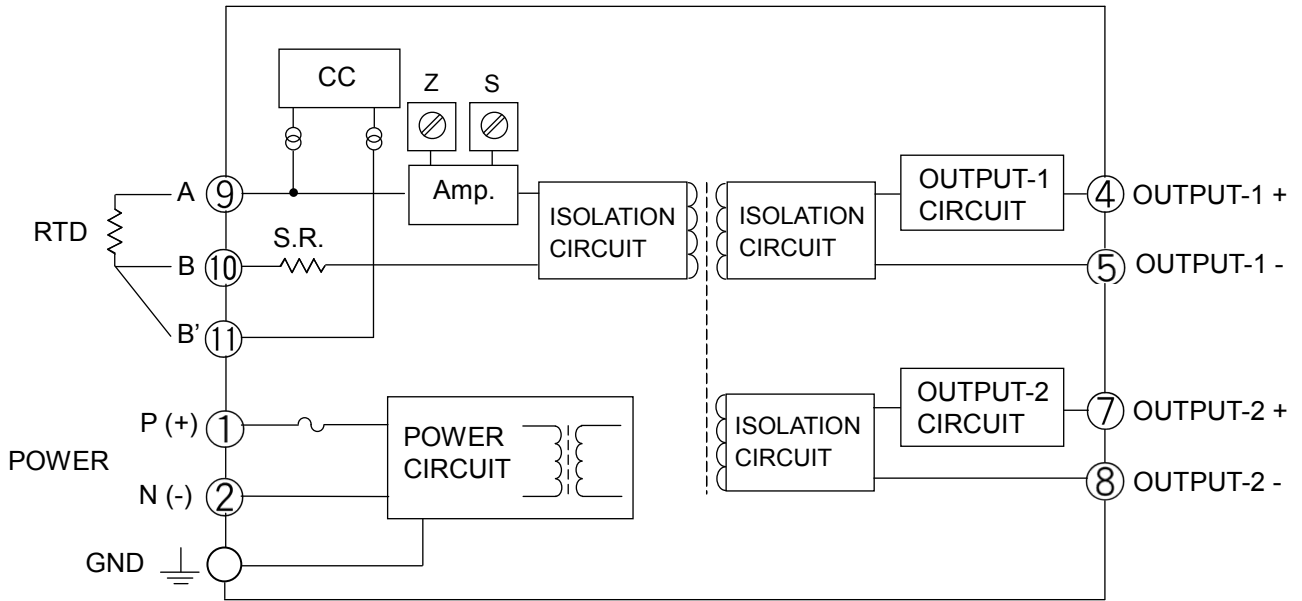 CC
Z
S
A
9
Amp.
ISOLATION
CIRCUIT
ISOLATION
CIRCUIT
OUTPUT-1
CIRCUIT
4
OUTPUT-1 +
RTD
S.R.
B
10
5
OUTPUT-1 -
B’
11
P (+)
1
POWER
CIRCUIT
ISOLATION
CIRCUIT
OUTPUT-2
CIRCUIT
7
OUTPUT-2 +
POWER
N (-)
2
8
OUTPUT-2 -
GND